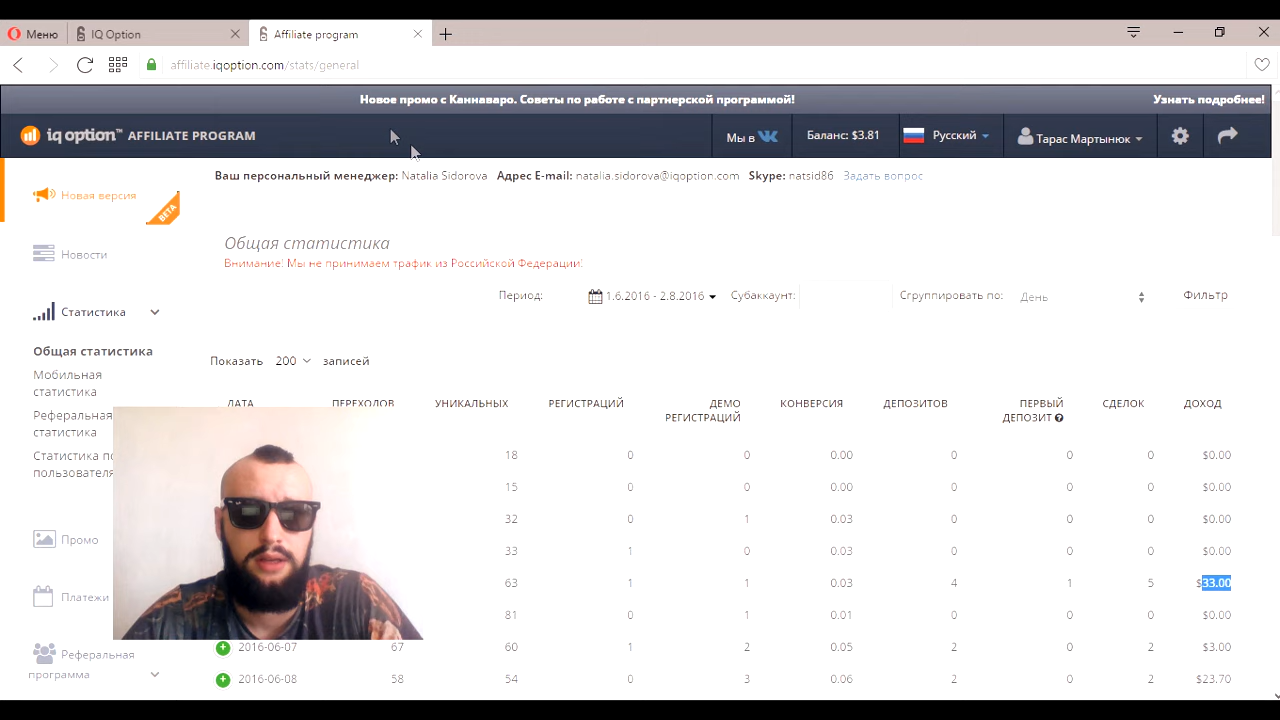 Меню IQ Option Affiliate program
affiliate.iqoption.com/stats/general
Новое промо с Каннаваро. Советы по работе с партнерской программой! Узнать подробнее!
iq option™ AFFILIATE PROGRAM Мы в Баланс: $3.81 Русский Тарас Мартынюк
Ваш персональный менеджер: Natalia Sidorova Адрес E-mail: natalia.sidorova@iqoption.com Skype: natsid86 Задать вопрос
Новая версия
BETA
Новости
Статистика
Общая статистика
Мобильная
статистика
Реферальная
статистика
Статистика по
Промо
Платежи
Реферальная
программа
Общая статистика
Внимание! Мы не принимаем трафик из Российской Федерации!
Период: 1.6.2016 - 2.8.2016 Субаккаунт: Сгруппировать по: День Фильтр
Показать 200 записей
ДАТА ПЕРЕХОДОВ УНИКАЛЬНЫХ РЕГИСТРАЦИЙ ДЕМО РЕГИСТРАЦИЙ КОНВЕРСИЯ ДЕПОЗИТОВ ПЕРВЫЙ ДЕПОЗИТ СДЕЛОК ДОХОД
18 0 0 0.00 0 0 0 $0.00
15 0 0 0.00 0 0 0 $0.00
32 0 1 0.03 0 0 0 $0.00
33 1 0 0.03 0 0 0 $0.00
63 1 1 0.03 4 1 5 $33.00
81 0 1 0.01 0 0 0 $0.00
2016-06-07 67 60 1 2 0.05 2 0 2 $3.00
2016-06-08 58 54 0 3 0.06 2 0 2 $23.70